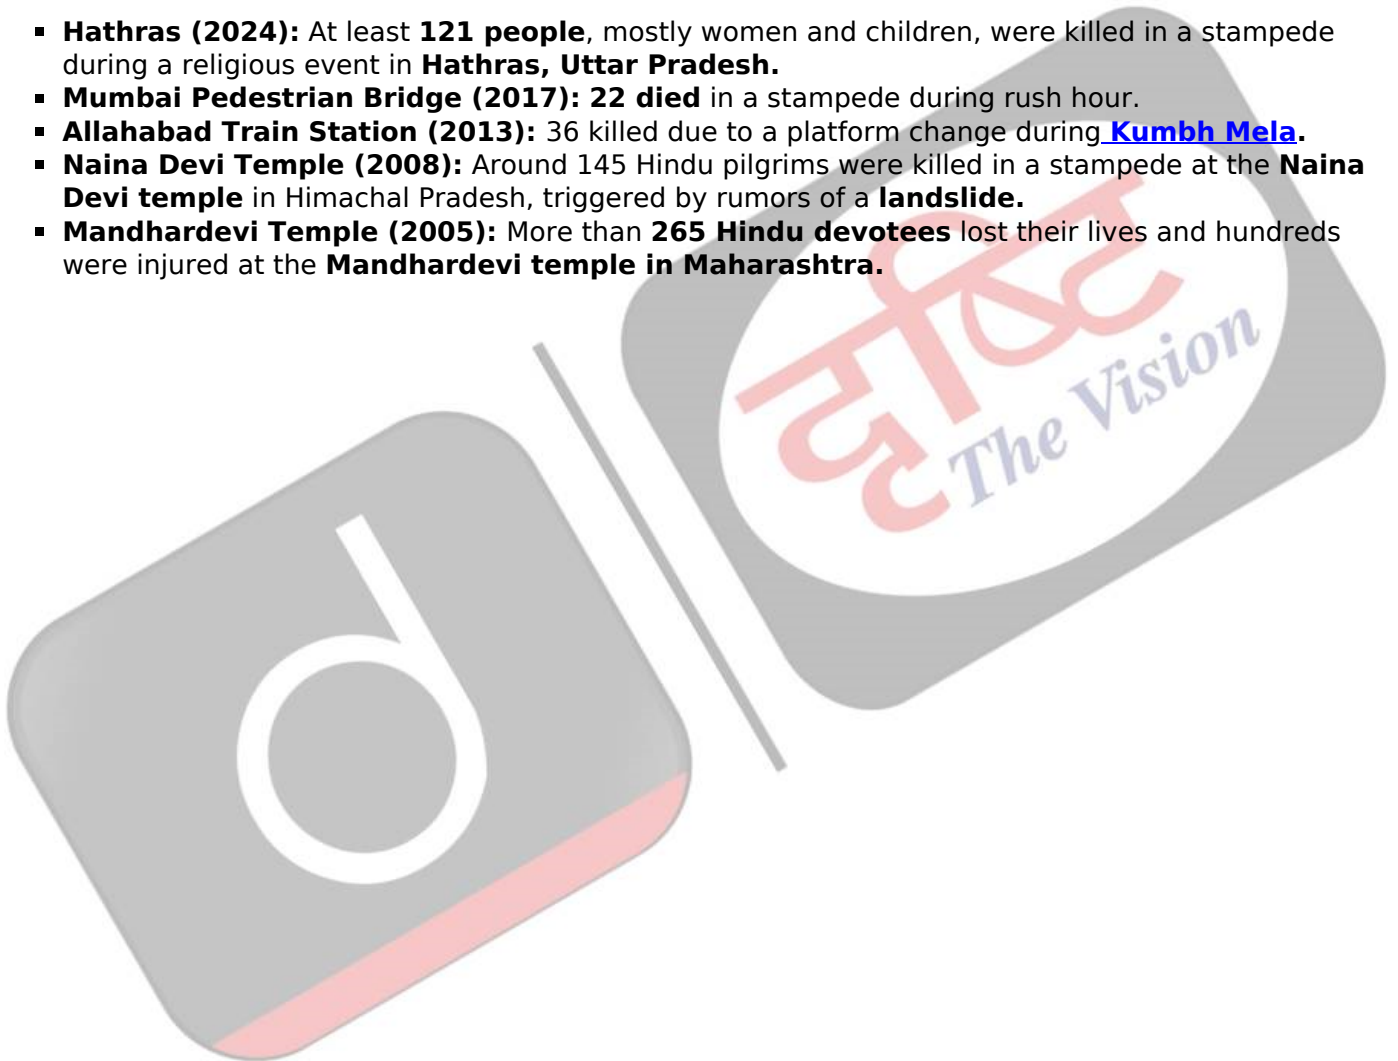 ▪ Hathras (2024): At least 121 people, mostly women and children, were killed in a stampede
during a religious event in Hathras, Uttar Pradesh.
▪ Mumbai Pedestrian Bridge (2017): 22 died in a stampede during rush hour.
▪ Allahabad Train Station (2013): 36 killed due to a platform change during Kumbh Mela.
▪ Naina Devi Temple (2008): Around 145 Hindu pilgrims were killed in a stampede at the Naina
Devi temple in Himachal Pradesh, triggered by rumors of a landslide.
▪ Mandhardevi Temple (2005): More than 265 Hindu devotees lost their lives and hundreds
were injured at the Mandhardevi temple in Maharashtra.
दृष्टि
The Vision
d